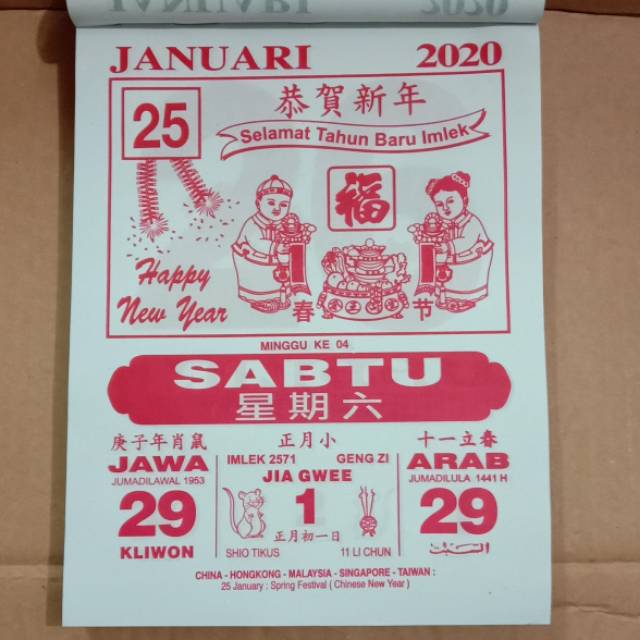 JANUARI 2020
25
恭賀新年
Selamat Tahun Baru Imlek
福
Happy
New Year
春 节
MINGGU KE 04
SABTU
星期六
庚子年肖鼠
JAWA
JUMADILAWAL 1953
29
KLIWON
正月小
IMLEK 2571 GENG ZI
JIA GWEE
1
正月初一日
SHIO TIKUS 11 LI CHUN
十一立春
ARAB
JUMADILULA 1441 H
29
CHINA - HONGKONG - MALAYSIA - SINGAPORE - TAIWAN :
25 January : Spring Festival ( Chinese New Year )